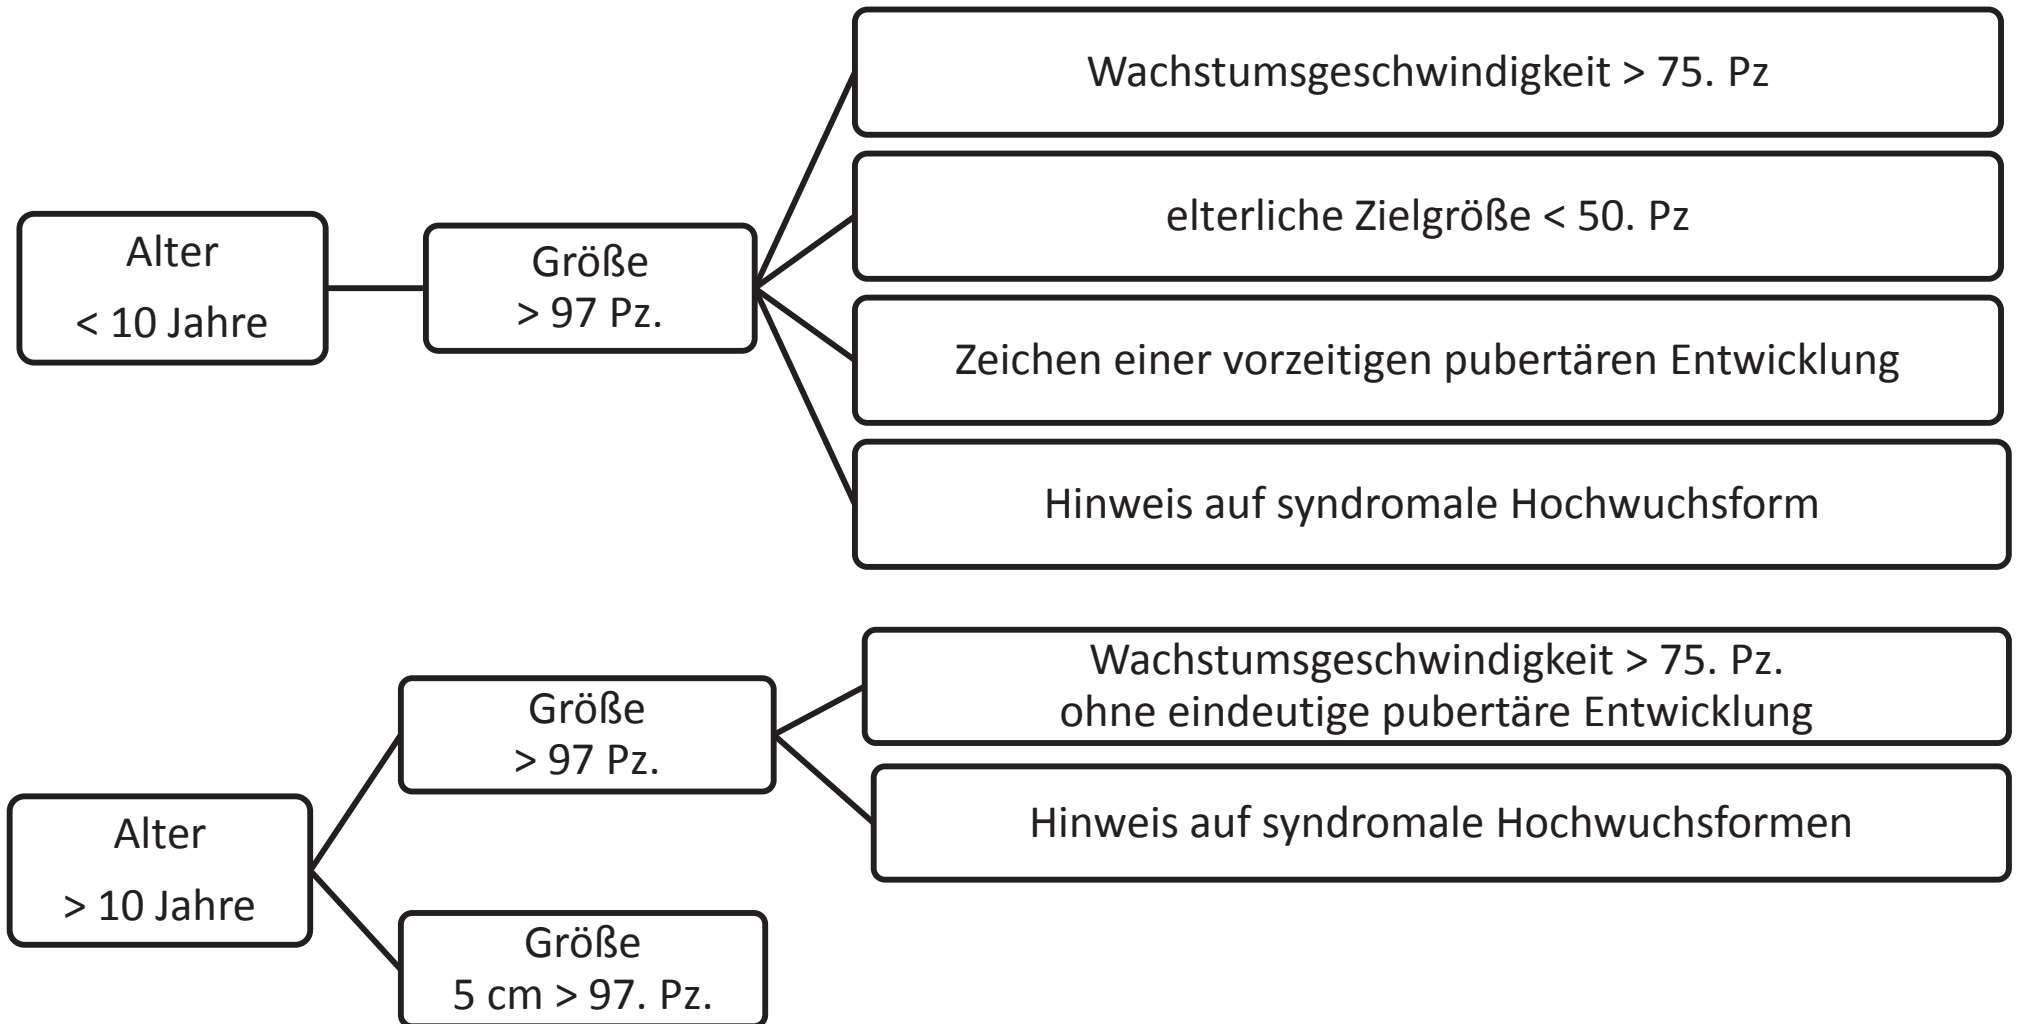 Alter
< 10 Jahre
Größe
> 97 Pz.
Wachstumsgeschwindigkeit > 75. Pz
elterliche Zielgröße < 50. Pz
Zeichen einer vorzeitigen pubertären Entwicklung
Hinweis auf syndromale Hochwuchsform
Alter
> 10 Jahre
Größe
> 97 Pz.
Wachstumsgeschwindigkeit > 75. Pz.
ohne eindeutige pubertäre Entwicklung
Hinweis auf syndromale Hochwuchsformen
Größe
5 cm > 97. Pz.